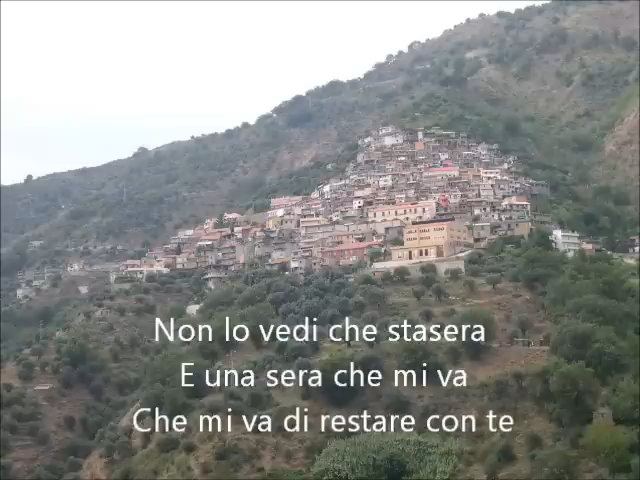 Non lo vedi che stasera
E una sera che mi va
Che mi va di restare con te